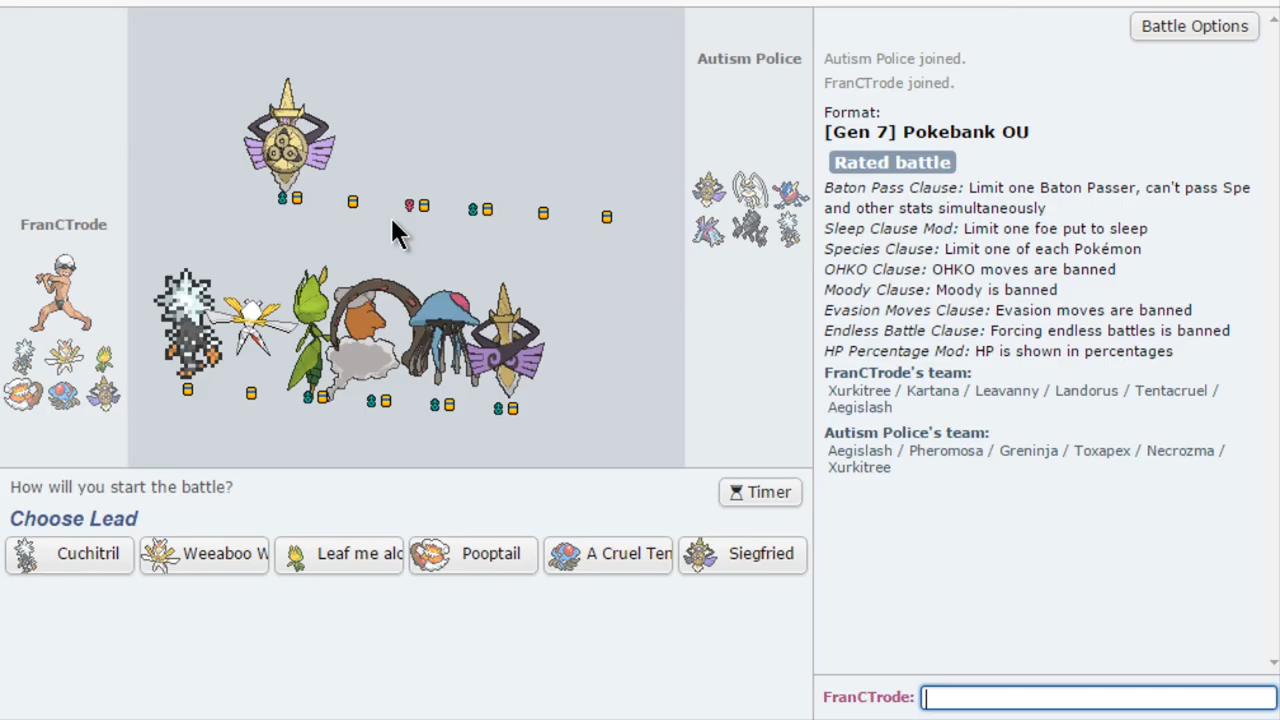 Battle Options
Autism Police joined.
FranCTrode joined.
Format:
[Gen 7] Pokebank OU
Rated battle
Baton Pass Clause: Limit one Baton Passer, can't pass Spe
and other stats simultaneously
Sleep Clause Mod: Limit one foe put to sleep
Species Clause: Limit one of each Pokémon
OHKO Clause: OHKO moves are banned
Moody Clause: Moody is banned
Evasion Moves Clause: Evasion moves are banned
Endless Battle Clause: Forcing endless battles is banned
HP Percentage Mod: HP is shown in percentages
FranCTrode's team:
Xurkitree / Kartana / Leavanny / Landorus / Tentacruel /
Aegislash
Autism Police's team:
Aegislash / Pheromosa / Greninja / Toxapex / Necrozma /
Xurkitree
FranCTrode:
Autism Police
FranCTrode
How will you start the battle?
Timer
Choose Lead
Cuchitril
Weeaboo W
Leaf me alo
Pooptail
A Cruel Ten
Siegfried